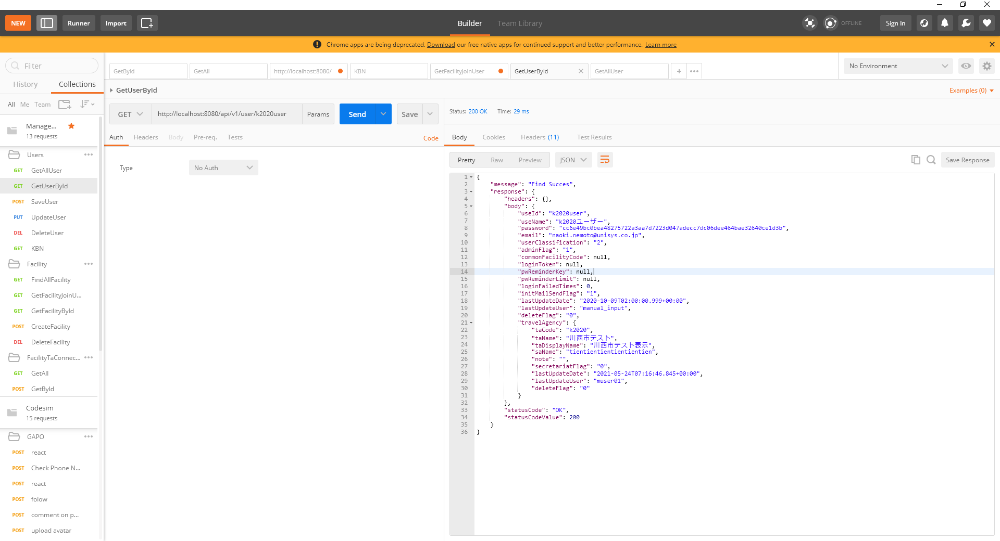 NEW
Runner
Import
Builder
Team Library
OFFLINE
Sign In
Chrome apps are being deprecated. Download our free native apps for continued support and better performance. Learn more
Filter
History
Collections
All
Me
Team
Manage...
13 requests
Users
GET GetAllUser
GET GetUserById
POST SaveUser
PUT UpdateUser
DEL DeleteUser
GET KBN
Facility
GET FindAllFacility
GET GetFacilityJoinU...
GET GetFacilityById
POST CreateFacility
DEL DeleteFacility
FacilityTaConnec...
GET GetAll
POST GetById
Codesim
15 requests
GAPO
POST react
POST Check Phone N...
POST react
POST folow
POST comment on p...
POST upload avatar
GetById
GetAll
http://localhost:8080/
KBN
GetFacilityJoinUser
GetUserById
GetAllUser
No Environment
GetUserById
Examples (0)
GET
http://localhost:8080/api/v1/user/k2020user
Params
Send
Save
Auth
Headers
Body
Pre-req.
Tests
Code
Type
No Auth
Status: 200 OK
Time: 29 ms
Body
Cookies
Headers (11)
Test Results
Pretty
Raw
Preview
JSON
Save Response
1 {
2 "message": "Find Succes",
3 "response": {
4 "headers": {},
5 "body": {
6 "useId": "k2020user",
7 "useName": "k2020ユーザー",
8 "password": "cc6e49bc0bea48275722a3aa7d7223d047adecc7dc06dee464bae32640ce1d3b",
9 "email": "naoki.nemoto@unisys.co.jp",
10 "userClassification": "2",
11 "adminFlag": "1",
12 "commonFacilityCode": null,
13 "loginToken": null,
14 "pwReminderKey": null,
15 "pwReminderLimit": null,
16 "loginFailedTimes": 0,
17 "initMailSendFlag": "1",
18 "lastUpdateDate": "2020-10-09T02:00:00.999+00:00",
19 "lastUpdateUser": "manual_input",
20 "deleteFlag": "0",
21 "travelAgency": {
22 "taCode": "k2020",
23 "taName": "川西市テスト",
24 "taDisplayName": "川西市テスト表示",
25 "saName": "tientientientientientien",
26 "note": "",
27 "secretariatFlag": "0",
28 "lastUpdateDate": "2021-05-24T07:16:46.845+00:00",
29 "lastUpdateUser": "muser01",
30 "deleteFlag": "0"
31 }
32 },
33 "statusCode": "OK",
34 "statusCodeValue": 200
35 }
36 }